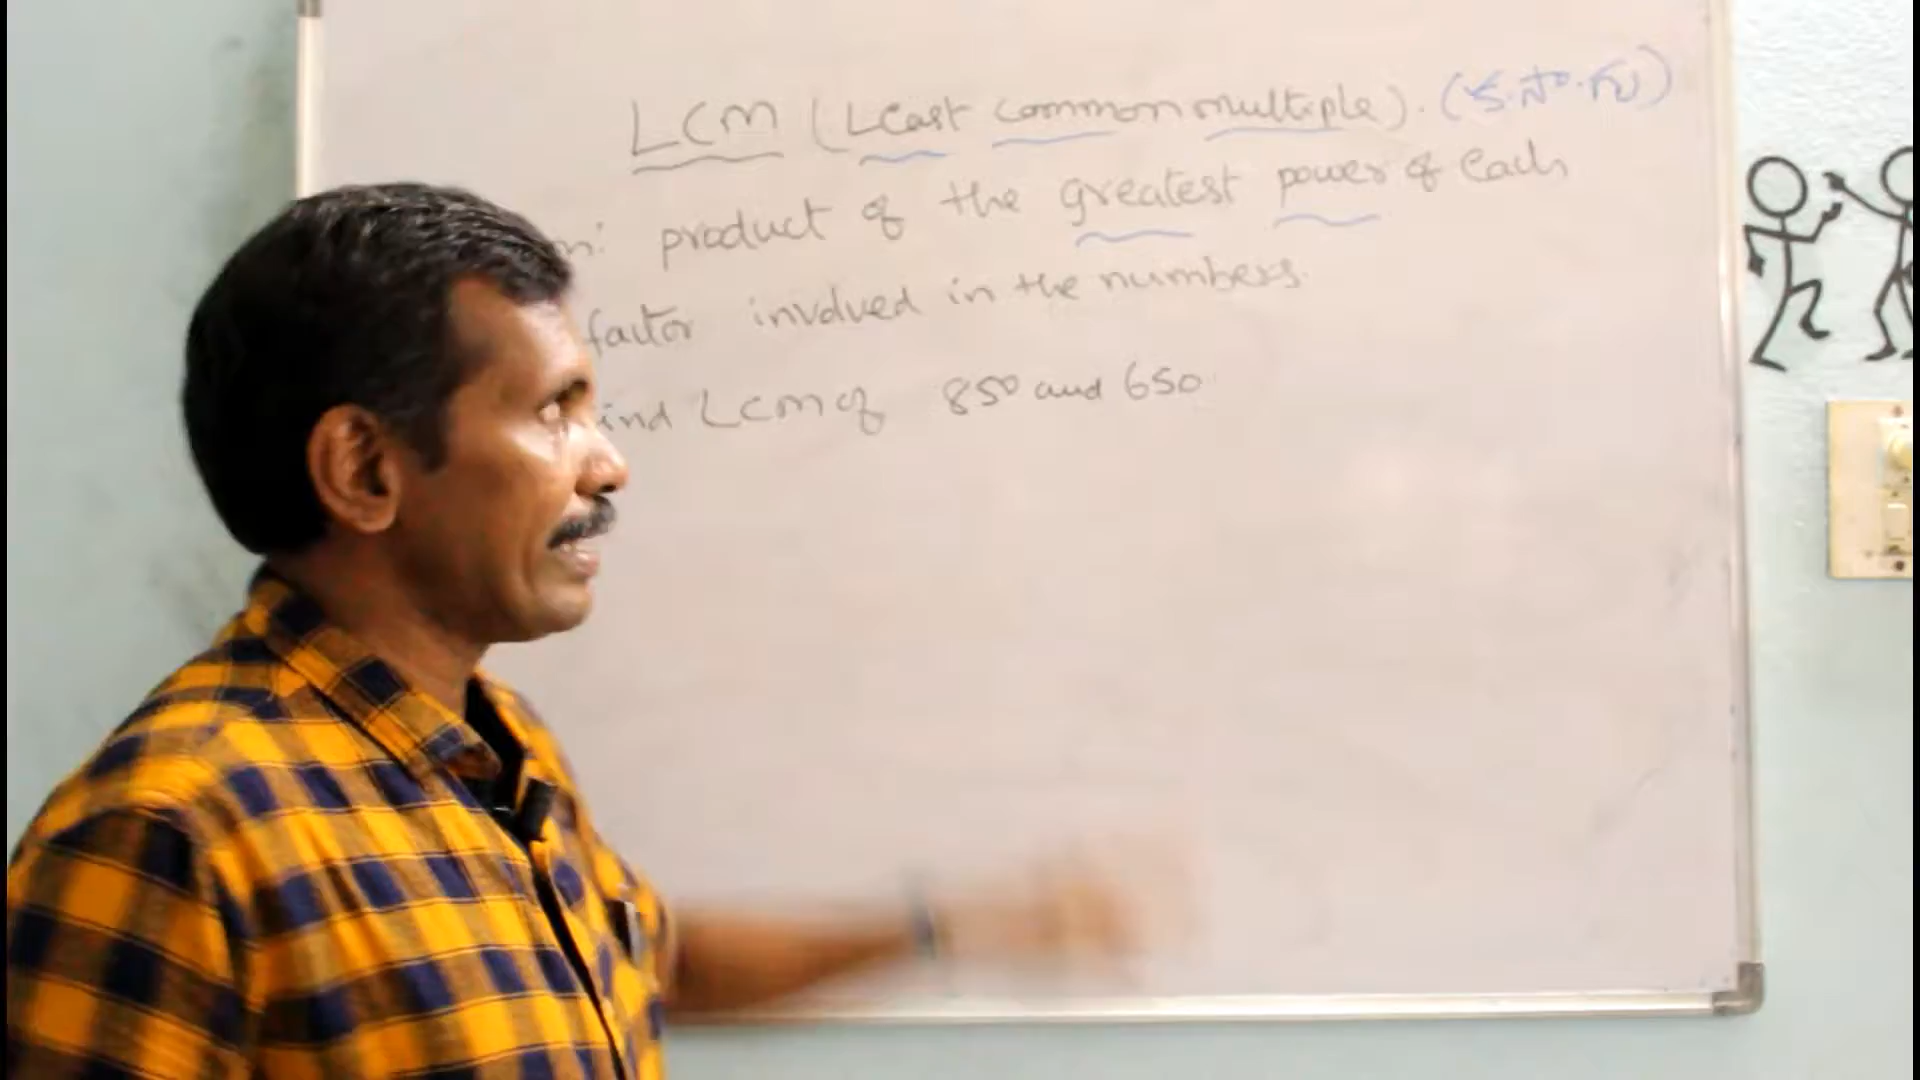 LCM (Least common multiple). (క.సా.గు)
product of the greatest power of each
factor involved in the numbers.
ind LCM of 850 and 650